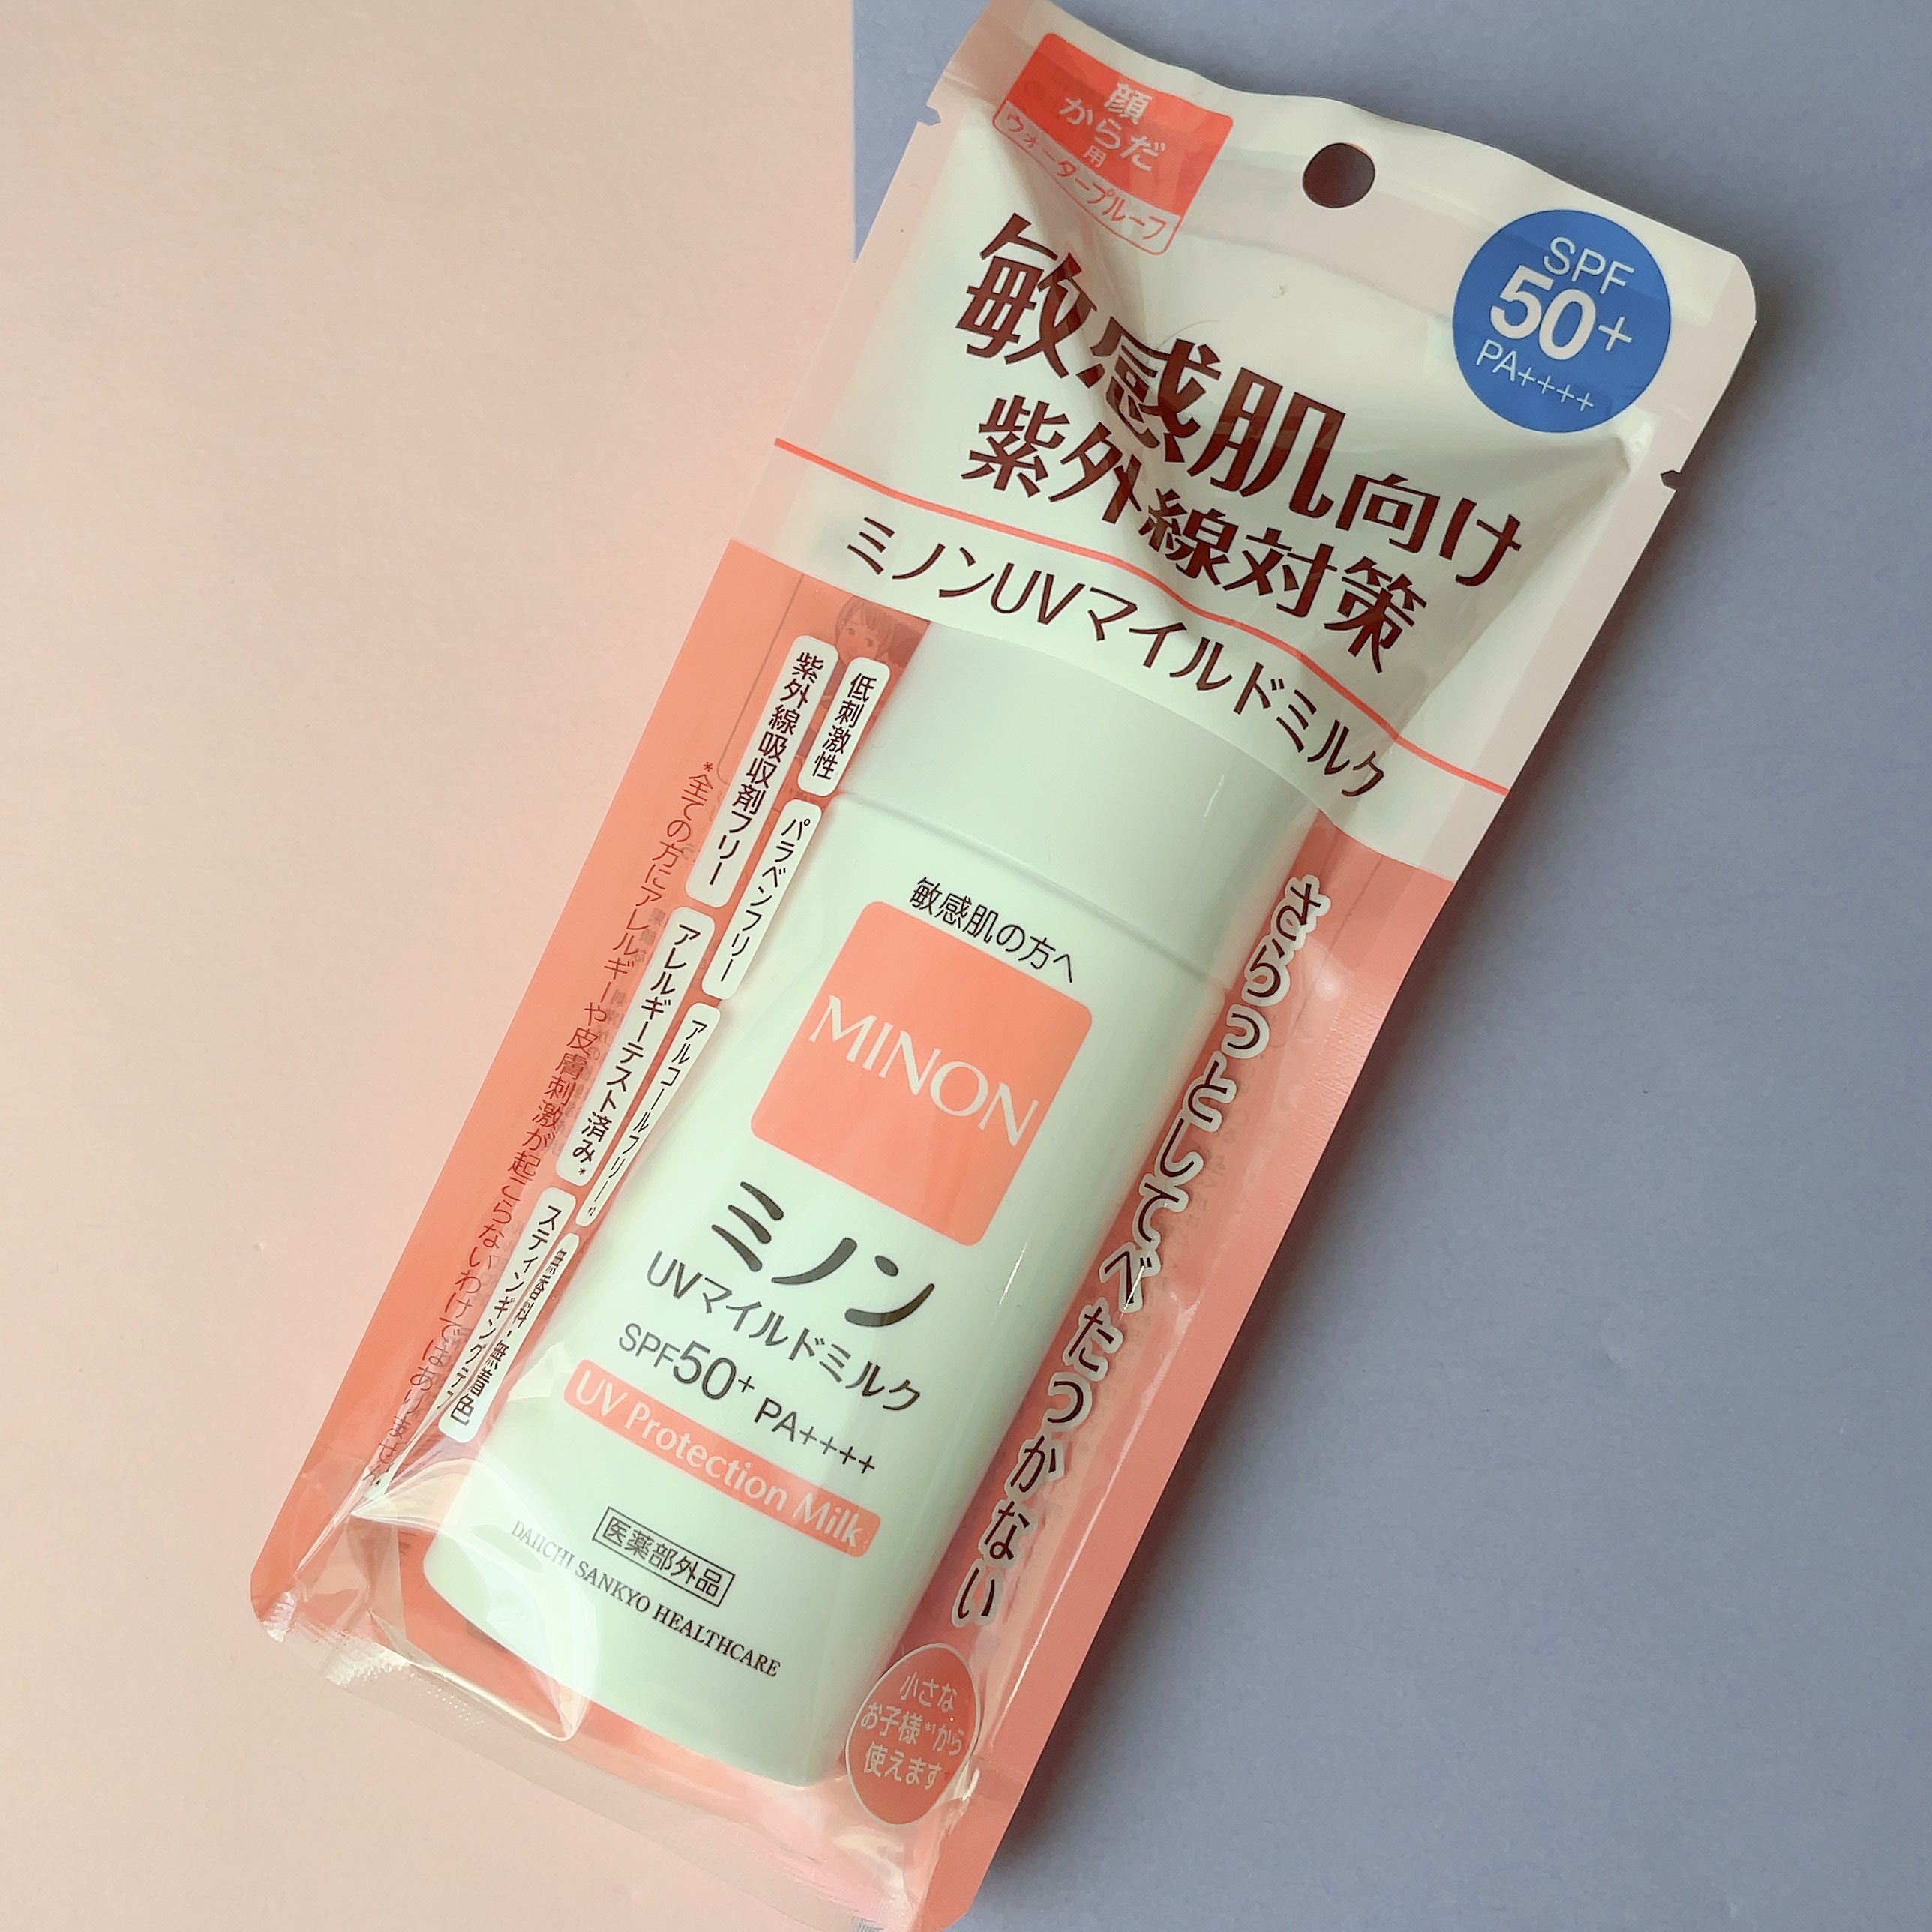 顔
からだ
用
ウォータープルーフ
SPF
50+
PA++++
敏感肌向け
紫外線対策
ミノンUVマイルドミルク
低刺激性
パラベンフリー
アルコールフリー
無香料・無着色
紫外線吸収剤フリー
アレルギーテスト済み*
スティンギングテ
*全ての方にアレルギーや皮膚刺激が起こらないわけではありません
さらっとしてべたつかない
敏感肌の方へ
MINON
ミノン
UVマイルドミルク
SPF50+ PA++++
UV Protection Milk
医薬部外品
DAIICHI SANKYO HEALTHCARE
小さな
お子様*¹から
使えます